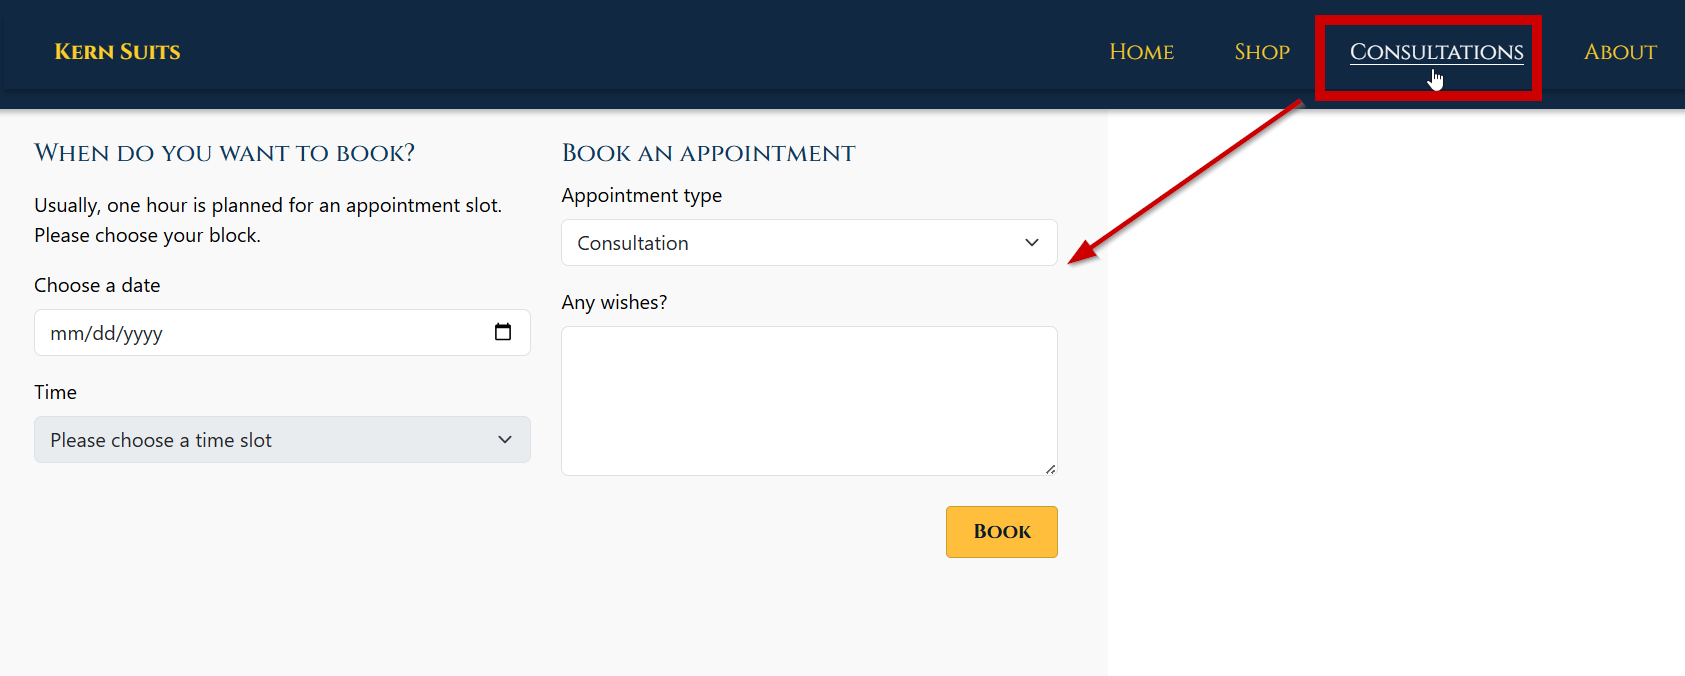 Kern Suits
Home
Shop
Consultations
About
When do you want to book?
Usually, one hour is planned for an appointment slot.
Please choose your block.
Choose a date
mm/dd/yyyy
Time
Please choose a time slot
Book an appointment
Appointment type
Consultation
Any wishes?
Book